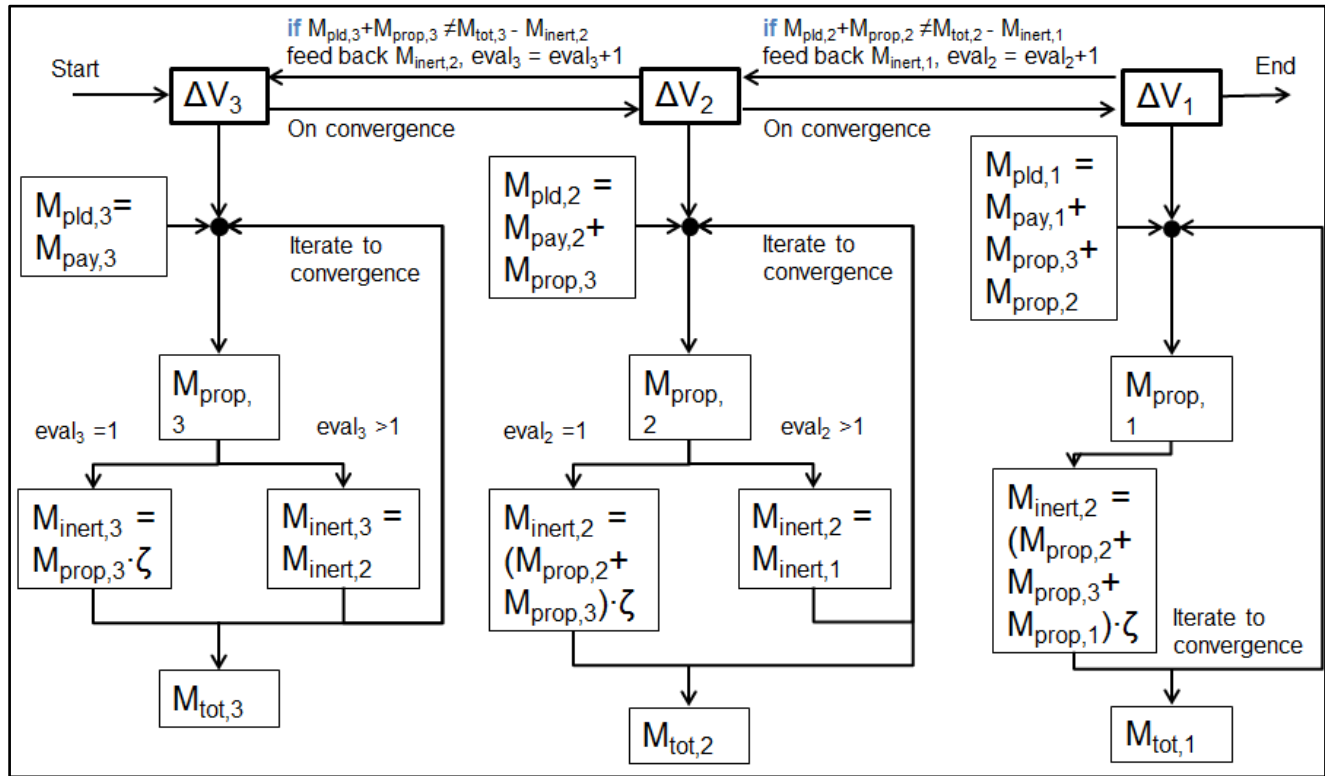 if M_pld,3+M_prop,3 ≠M_tot,3 - M_inert,2
feed back M_inert,2, eval_3 = eval_3+1
if M_pld,2+M_prop,2 ≠M_tot,2 - M_inert,1
feed back M_inert,1, eval_2 = eval_2+1
Start
End
ΔV_3
ΔV_2
ΔV_1
On convergence
On convergence
M_pld,3=
M_pay,3
Iterate to
convergence
M_prop,
3
eval_3 =1
eval_3 >1
M_inert,3 =
M_prop,3·ζ
M_inert,3 =
M_inert,2
M_tot,3
M_pld,2 =
M_pay,2+
M_prop,3
Iterate to
convergence
M_prop,
2
eval_2 =1
eval_2 >1
M_inert,2 =
(M_prop,2+
M_prop,3)·ζ
M_inert,2 =
M_inert,1
M_tot,2
M_pld,1 =
M_pay,1+
M_prop,3+
M_prop,2
M_prop,
1
M_inert,2 =
(M_prop,2+
M_prop,3+
M_prop,1)·ζ
Iterate to
convergence
M_tot,1